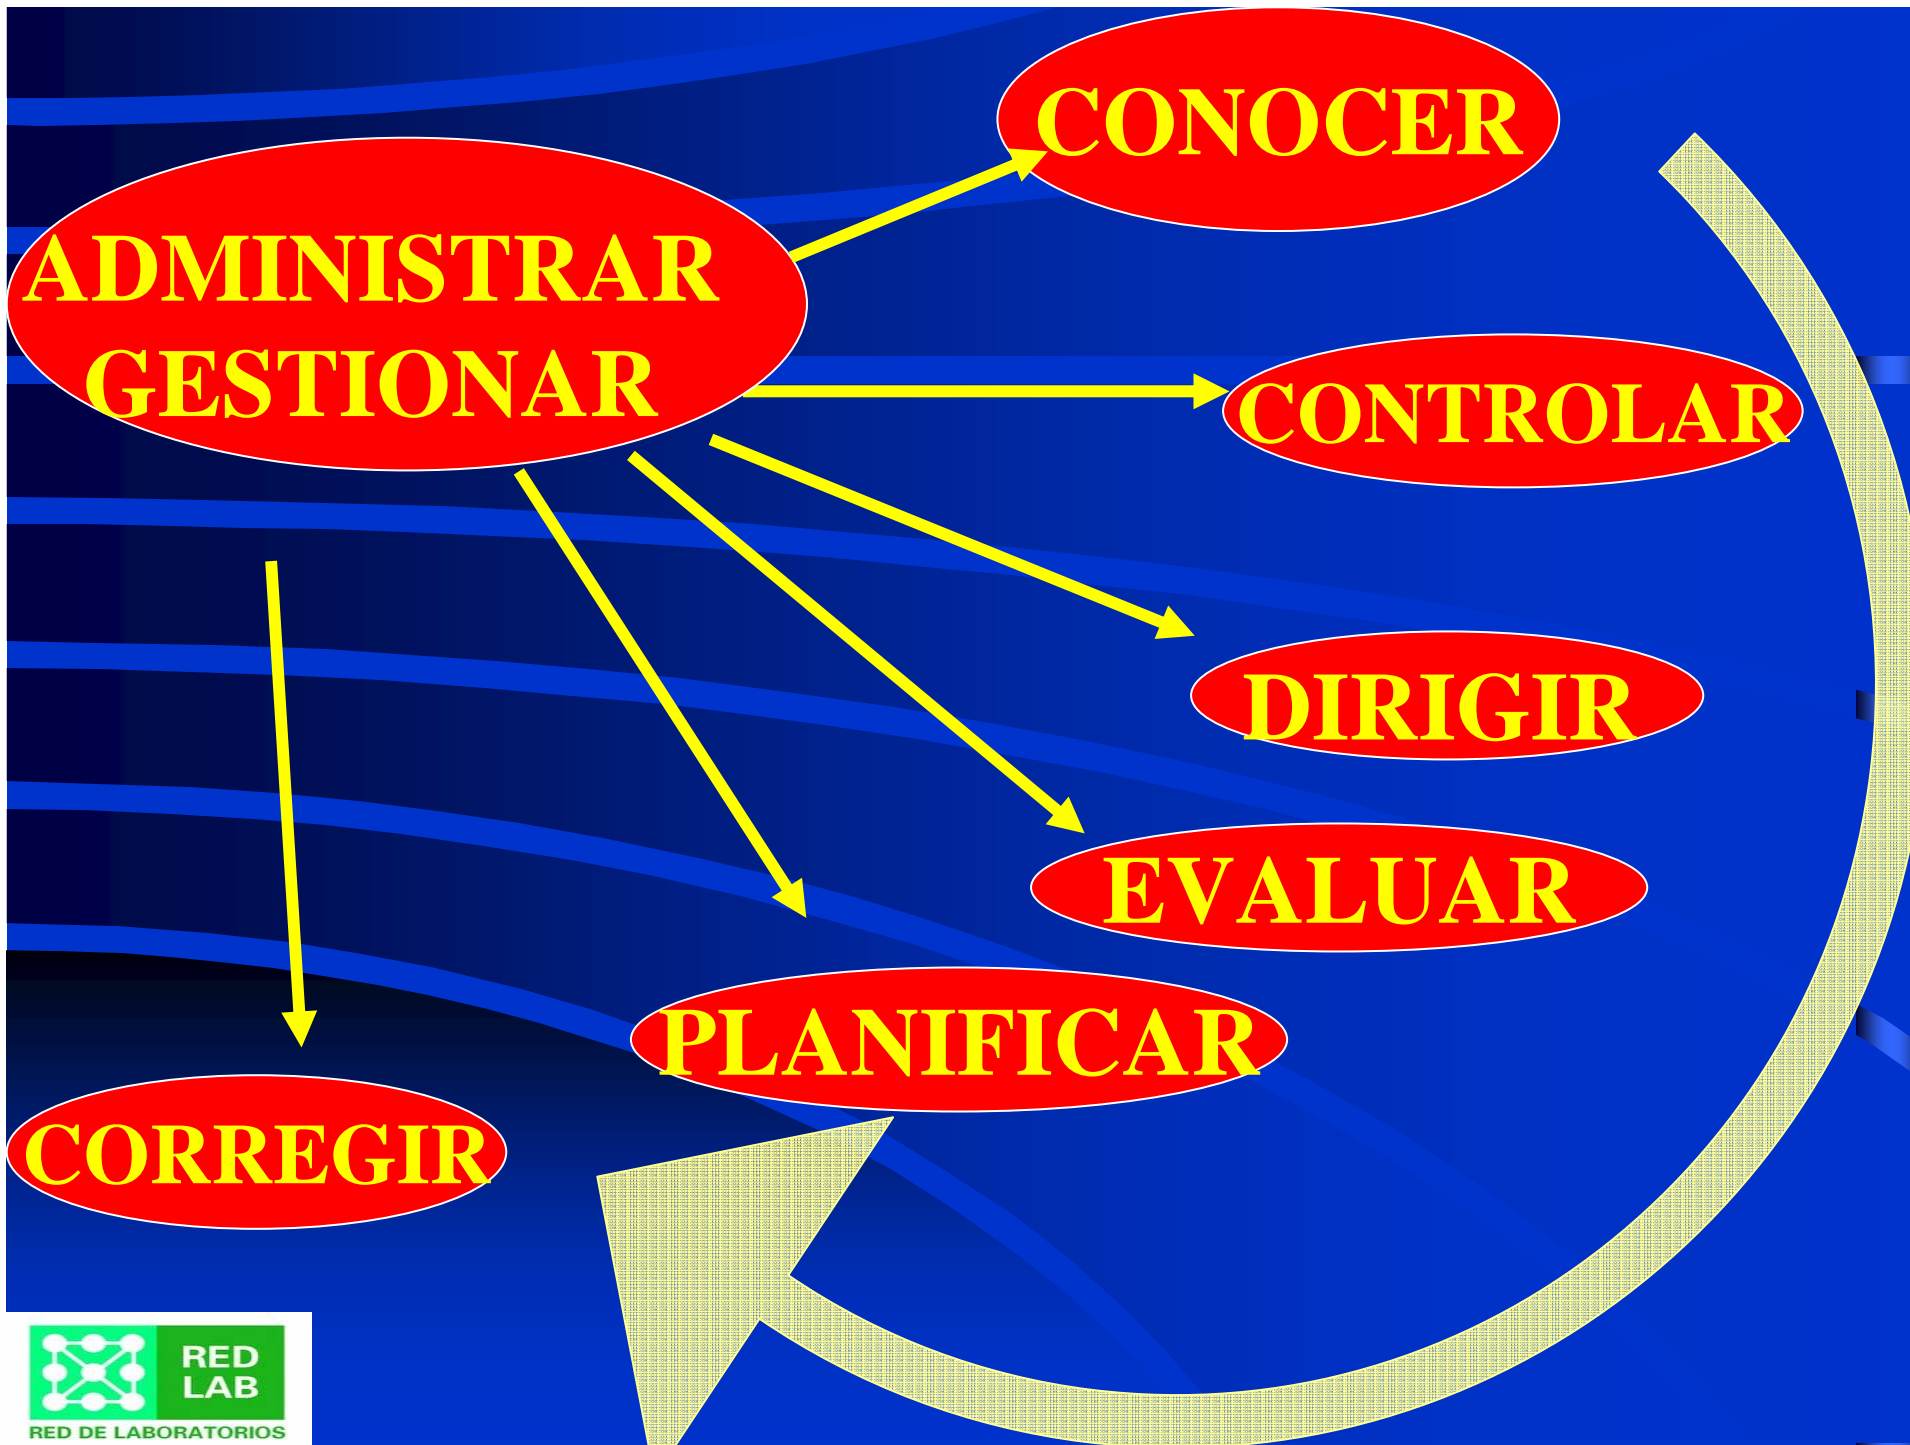 CONOCER
ADMINISTRAR
GESTIONAR
CONTROLAR
DIRIGIR
EVALUAR
PLANIFICAR
CORREGIR
RED
LAB
RED DE LABORATORIOS